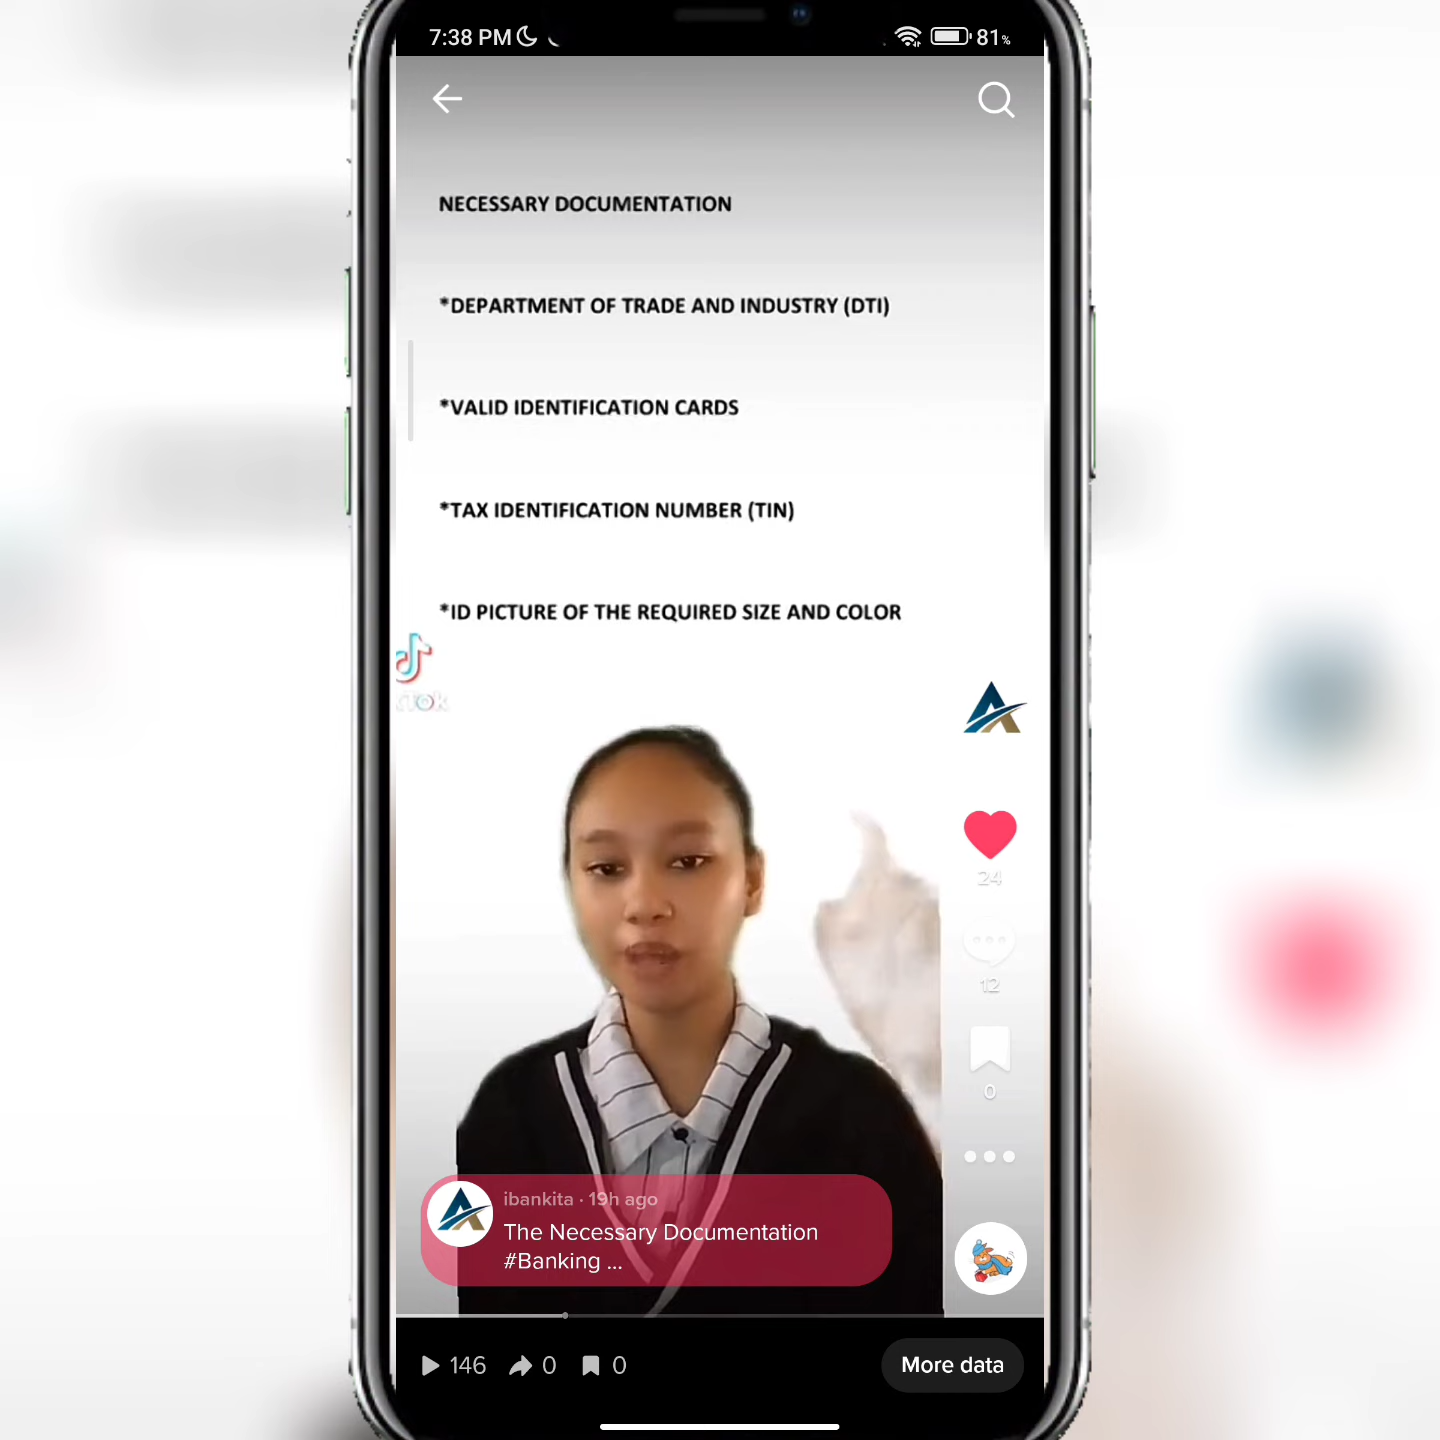 7:38 PM
81%
NECESSARY DOCUMENTATION
*DEPARTMENT OF TRADE AND INDUSTRY (DTI)
*VALID IDENTIFICATION CARDS
*TAX IDENTIFICATION NUMBER (TIN)
*ID PICTURE OF THE REQUIRED SIZE AND COLOR
kTok
24
12
0
ibankita · 19h ago
The Necessary Documentation
#Banking ...
146
0
0
More data